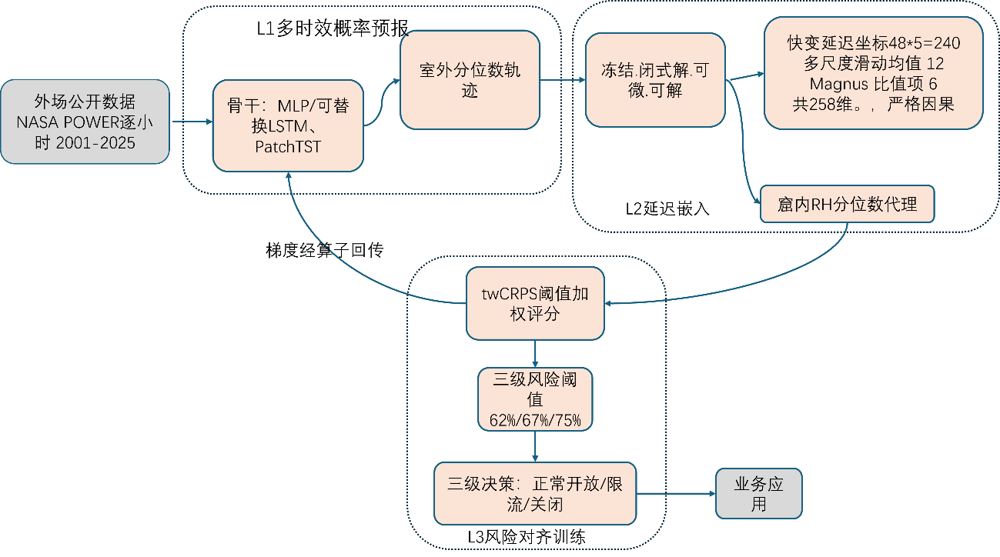 L1多时效概率预报
外场公开数据
NASA POWER逐小
时 2001-2025
骨干：MLP/可替
换LSTM、
PatchTST
室外分位数轨
迹
冻结.闭式解.可
微.可解
快变延迟坐标48*5=240
多尺度滑动均值 12
Magnus 比值项 6
共258维。，严格因果
L2延迟嵌入
窟内RH分位数代理
梯度经算子回传
twCRPS阈值加
权评分
三级风险阈
值
62%/67%/75%
三级决策：正常开放/限
流/关闭
L3风险对齐训练
业务应
用